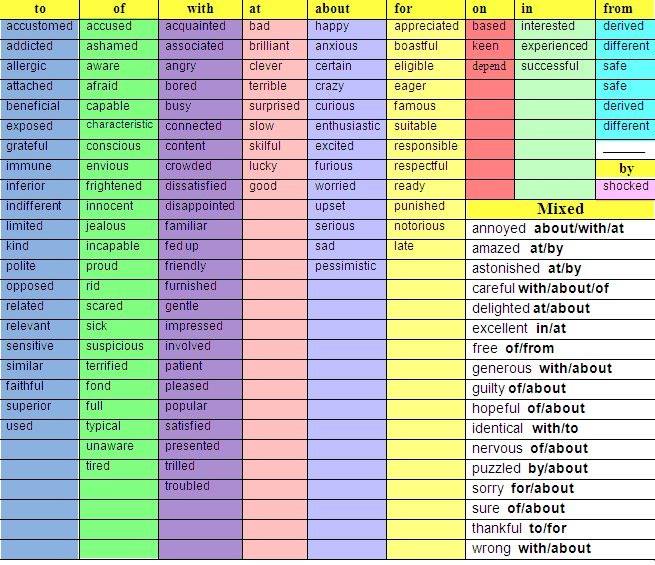 to of with at about for on in from
accustomed accused acquainted bad happy appreciated based interested derived
addicted ashamed associated brilliant anxious boastful keen experienced different
allergic aware angry clever certain eligible depend successful safe
attached afraid bored terrible crazy eager safe
beneficial capable busy surprised curious famous derived
exposed characteristic connected slow enthusiastic suitable different
grateful conscious content skilful excited responsible
immune envious crowded lucky furious respectful by
inferior frightened dissatisfied good worried ready shocked
indifferent innocent disappointed upset punished Mixed
limited jealous familiar serious notorious annoyed about/with/at
kind incapable fed up sad late amazed at/by
polite proud friendly pessimistic astonished at/by
opposed rid furnished careful with/about/of
related scared gentle delighted at/about
relevant sick impressed excellent in/at
sensitive suspicious involved free of/from
similar terrified patient generous with/about
faithful fond pleased guilty of/about
superior full popular hopeful of/about
used typical satisfied identical with/to
unaware presented nervous of/about
tired trilled puzzled by/about
troubled sorry for/about
sure of/about
thankful to/for
wrong with/about